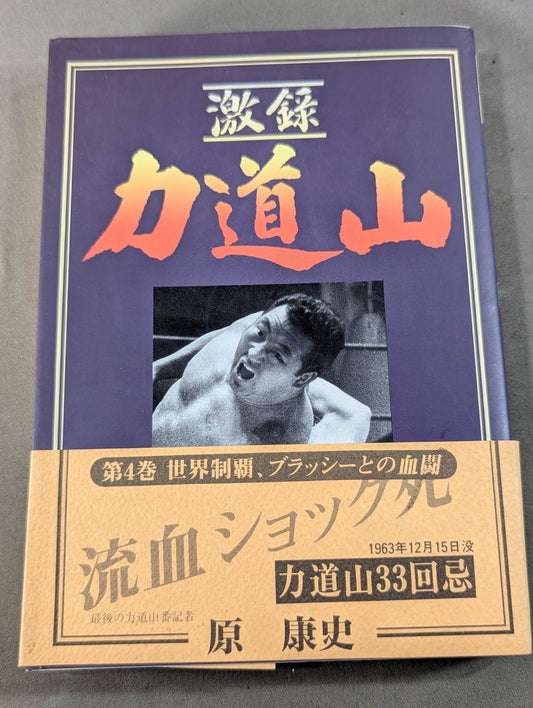 激録
力道山
第4巻 世界制覇、ブラッシーとの血闘
流血ショック死
1963年12月15日没
力道山33回忌
最後の力道山番記者
原 康史